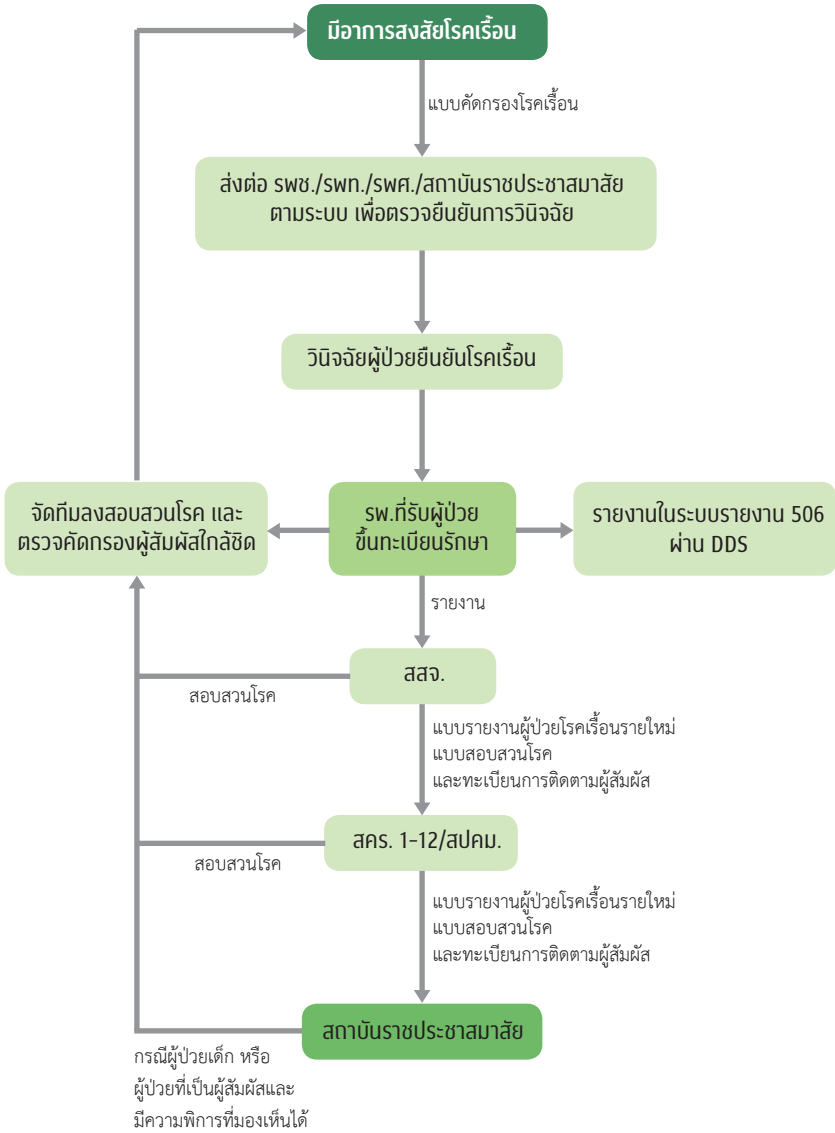 มีอาการสงสัยโรคเรื้อน
แบบคัดกรองโรคเรื้อน
ส่งต่อ รพช./รพท./รพศ./สถาบันราชประชาสมาสัย
ตามระบบ เพื่อตรวจยืนยันการวินิจฉัย
วินิจฉัยผู้ป่วยยืนยันโรคเรื้อน
จัดทีมลงสอบสวนโรค และ
ตรวจคัดกรองผู้สัมผัสใกล้ชิด
รพ.ที่รับผู้ป่วย
ขึ้นทะเบียนรักษา
รายงานในระบบรายงาน 506
ผ่าน DDS
รายงาน
สสจ.
สอบสวนโรค
แบบรายงานผู้ป่วยโรคเรื้อนรายใหม่
แบบสอบสวนโรค
และทะเบียนการติดตามผู้สัมผัส
สคร. 1-12/สปคม.
สอบสวนโรค
แบบรายงานผู้ป่วยโรคเรื้อนรายใหม่
แบบสอบสวนโรค
และทะเบียนการติดตามผู้สัมผัส
สถาบันราชประชาสมาสัย
กรณีผู้ป่วยเด็ก หรือ
ผู้ป่วยที่เป็นผู้สัมผัสและ
มีความพิการที่มองเห็นได้